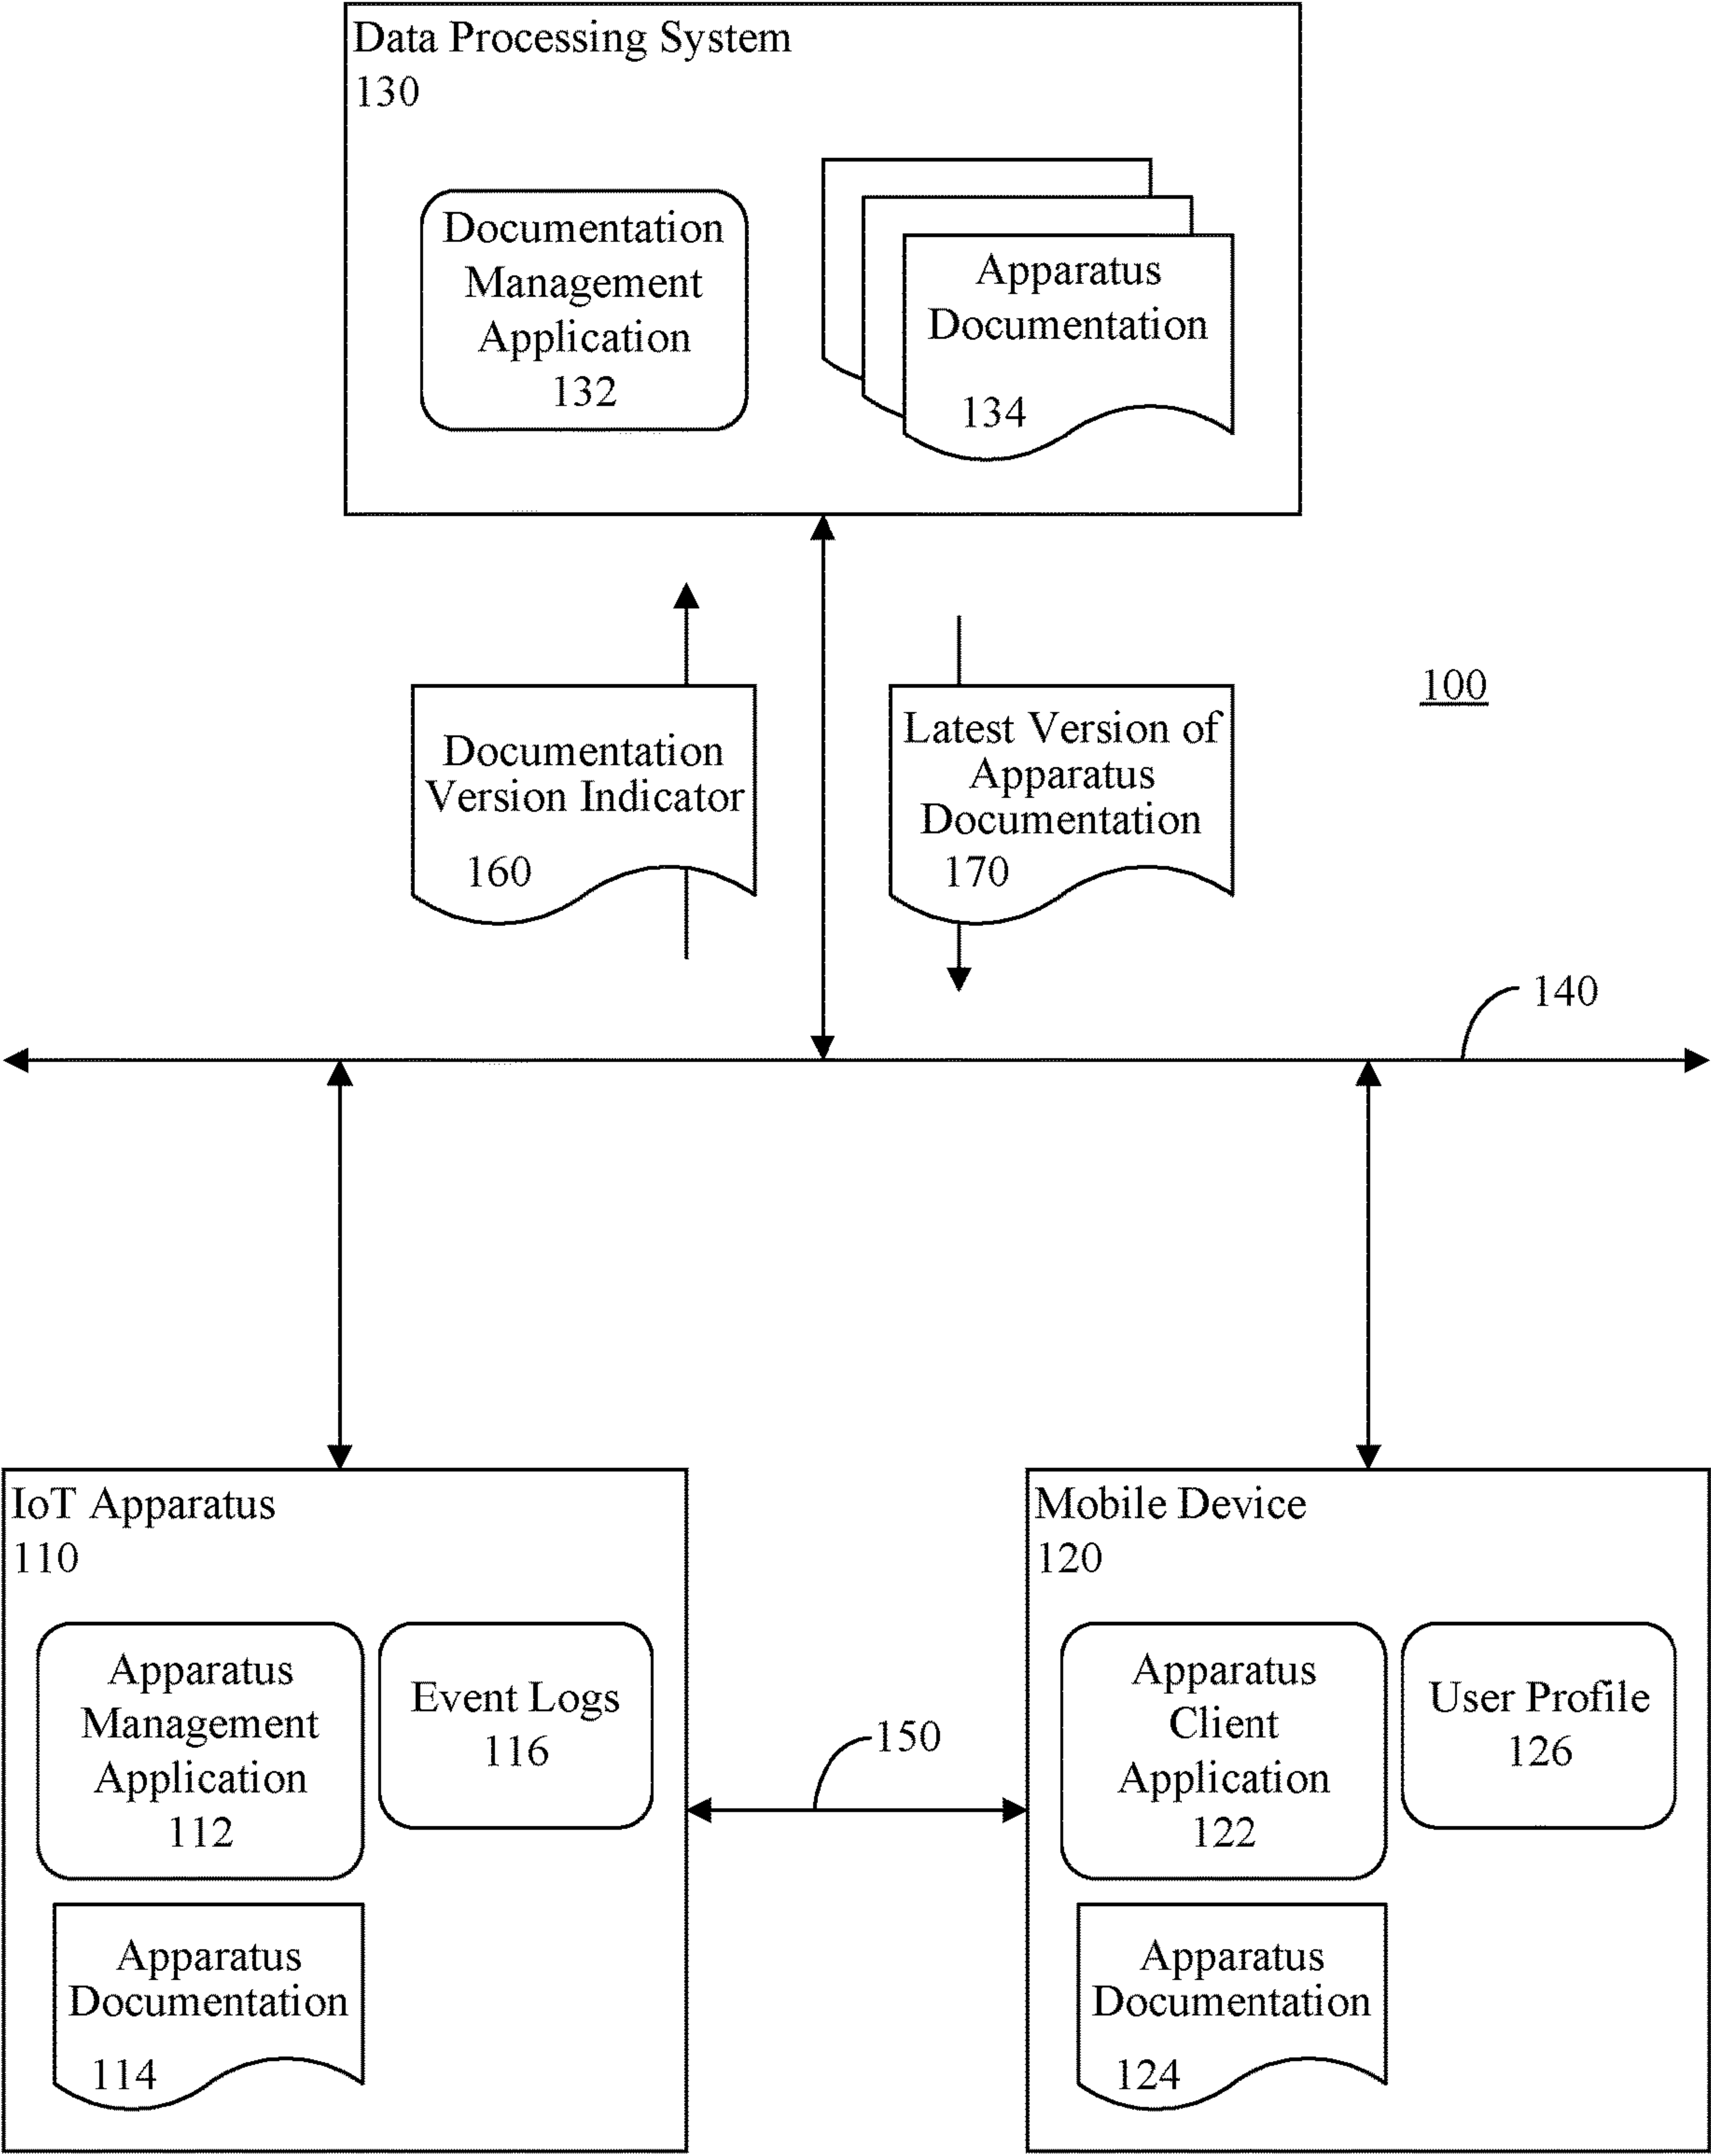 Data Processing System
130
Documentation
Management
Application
132
Apparatus
Documentation
134
Documentation
Version Indicator
160
Latest Version of
Apparatus
Documentation
170
100
140
IoT Apparatus
110
Apparatus
Management
Application
112
Event Logs
116
Apparatus
Documentation
114
150
Mobile Device
120
Apparatus
Client
Application
122
User Profile
126
Apparatus
Documentation
124